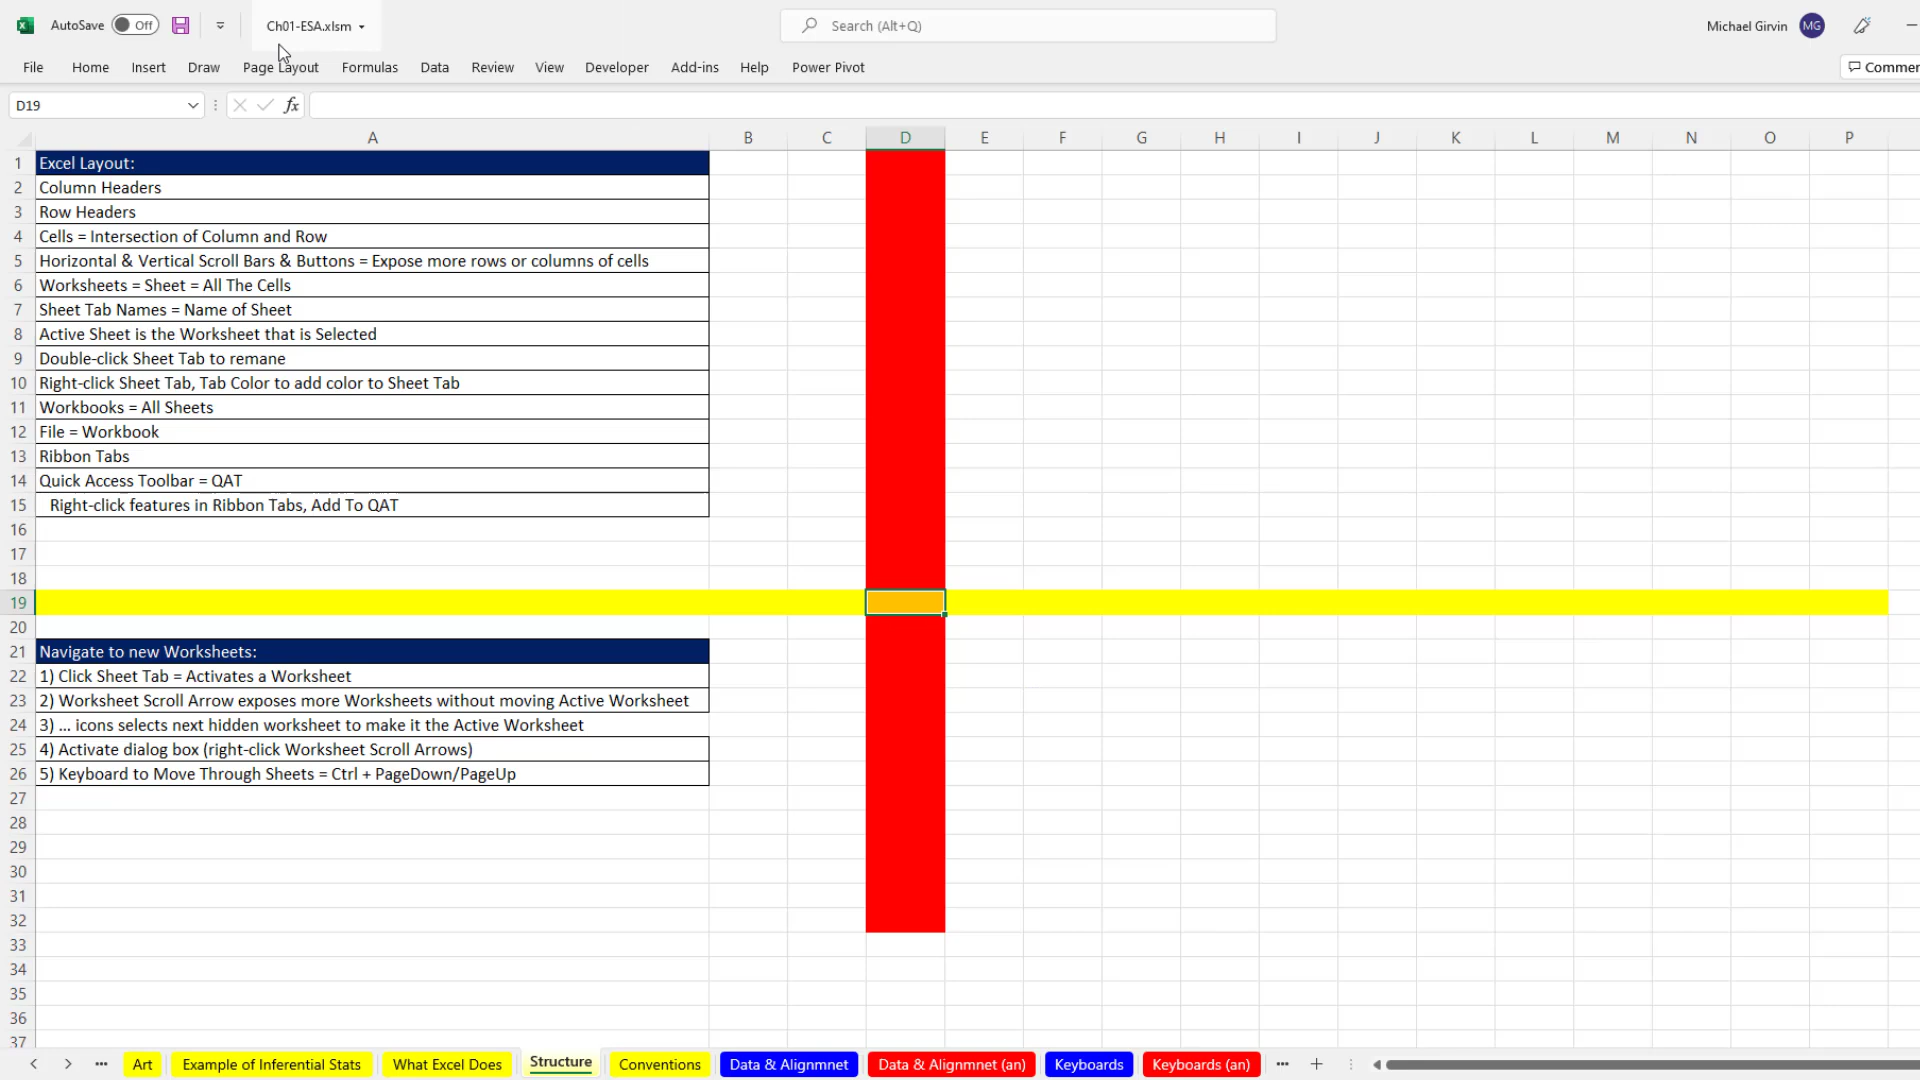 AutoSave Off Ch01-ESA.xlsm Search (Alt+Q) Michael Girvin MG
File Home Insert Draw Page Layout Formulas Data Review View Developer Add-ins Help Power Pivot
D19 fx
A B C D E F G H I J K L M N O P
1 Excel Layout:
2 Column Headers
3 Row Headers
4 Cells = Intersection of Column and Row
5 Horizontal & Vertical Scroll Bars & Buttons = Expose more rows or columns of cells
6 Worksheets = Sheet = All The Cells
7 Sheet Tab Names = Name of Sheet
8 Active Sheet is the Worksheet that is Selected
9 Double-click Sheet Tab to remane
10 Right-click Sheet Tab, Tab Color to add color to Sheet Tab
11 Workbooks = All Sheets
12 File = Workbook
13 Ribbon Tabs
14 Quick Access Toolbar = QAT
15 Right-click features in Ribbon Tabs, Add To QAT
16
17
18
19
20
21 Navigate to new Worksheets:
22 1) Click Sheet Tab = Activates a Worksheet
23 2) Worksheet Scroll Arrow exposes more Worksheets without moving Active Worksheet
24 3) ... icons selects next hidden worksheet to make it the Active Worksheet
25 4) Activate dialog box (right-click Worksheet Scroll Arrows)
26 5) Keyboard to Move Through Sheets = Ctrl + PageDown/PageUp
27
28
29
30
31
32
33
34
35
36
37
... Art Example of Inferential Stats What Excel Does Structure Conventions Data & Alignmnet Data & Alignmnet (an) Keyboards Keyboards (an) ...